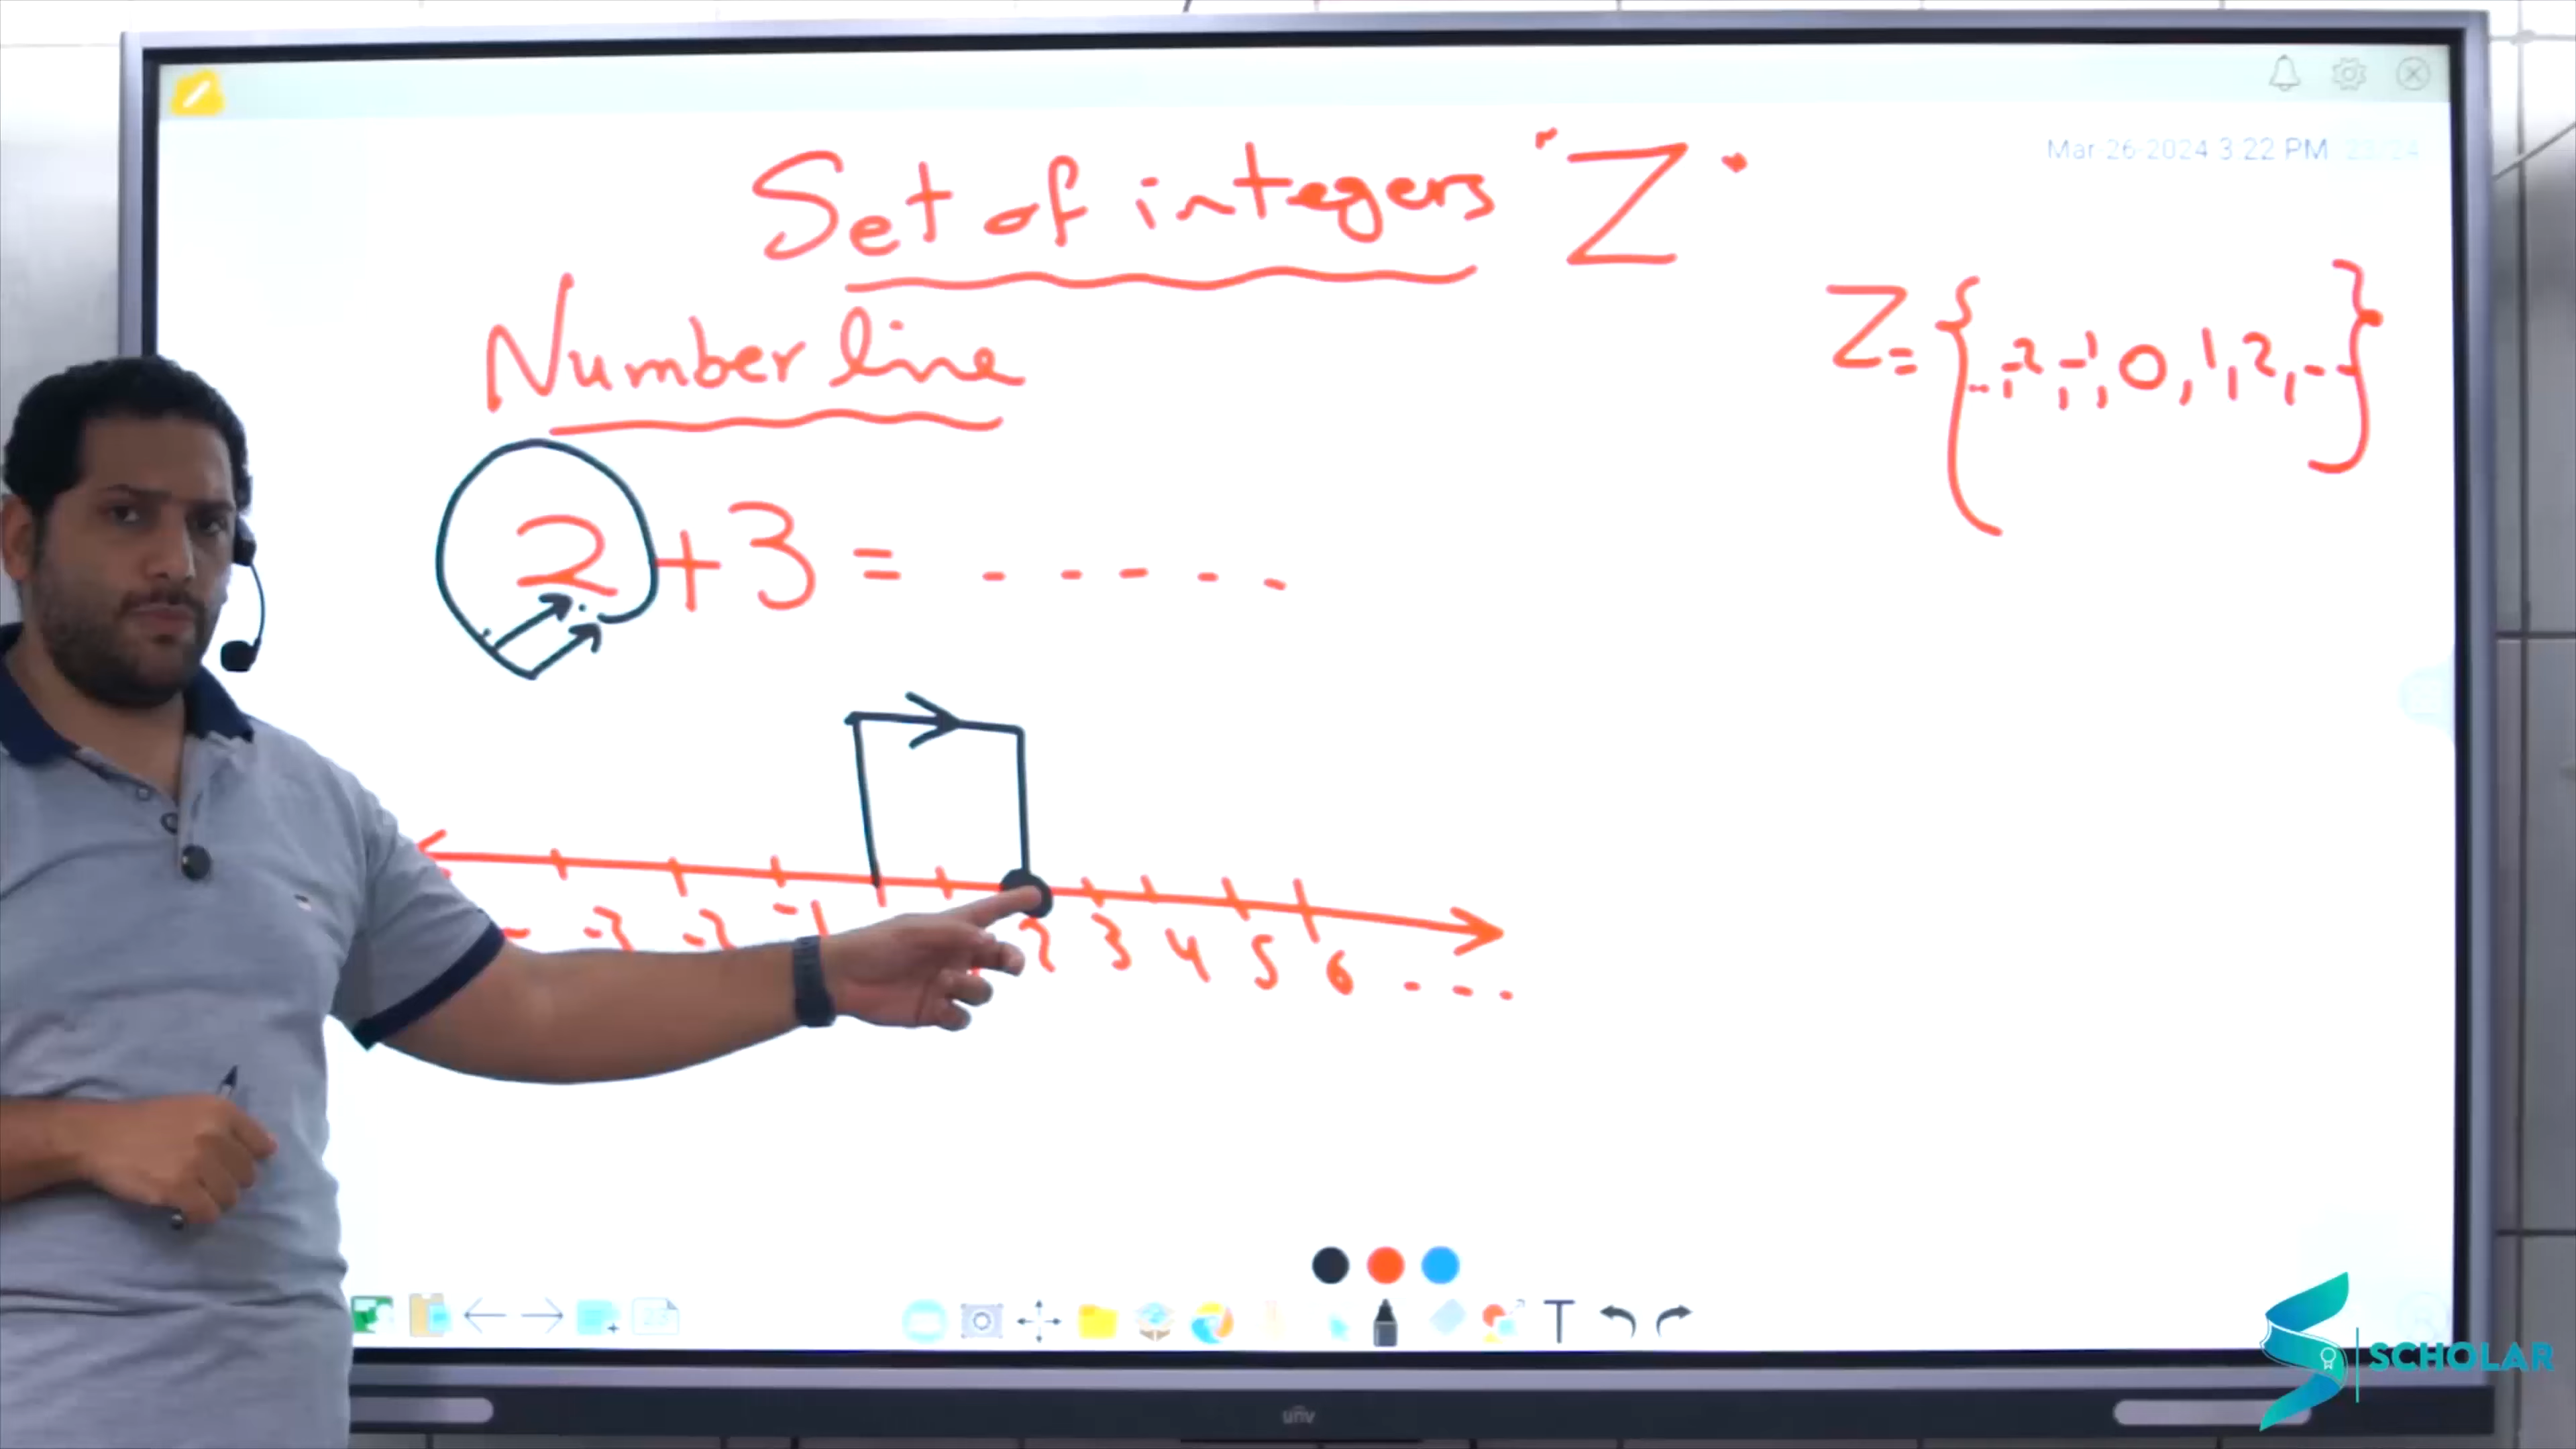 Mar 26-2024 3:22 PM
Set of integers "Z"
Number line
Z = { --, -2, -1, 0, 1, 2, -- }
2 + 3 = - - - - -
- -3 -2 -1 2 3 4 5 6 ...
T
SCHOLAR
unv